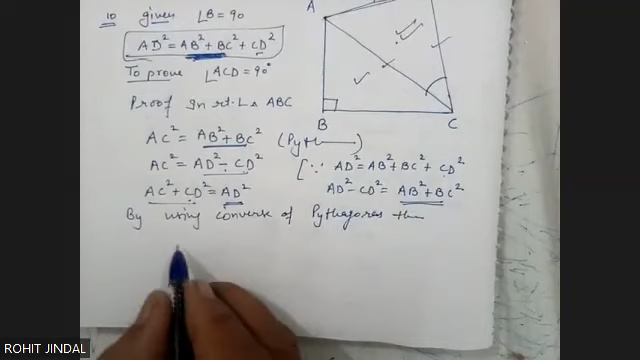 10 given ∠B = 90
AD² = AB² + BC² + CD²
To prove ∠ACD = 90°
Proof In rt. ∠ △ ABC
AC² = AB² + BC² (Pyth
AC² = AD² - CD² [∵ AD² = AB² + BC² + CD²
AC² + CD² = AD² AD² - CD² = AB² + BC²
By using converse of Pythagores thm
A
B
C
ROHIT JINDAL